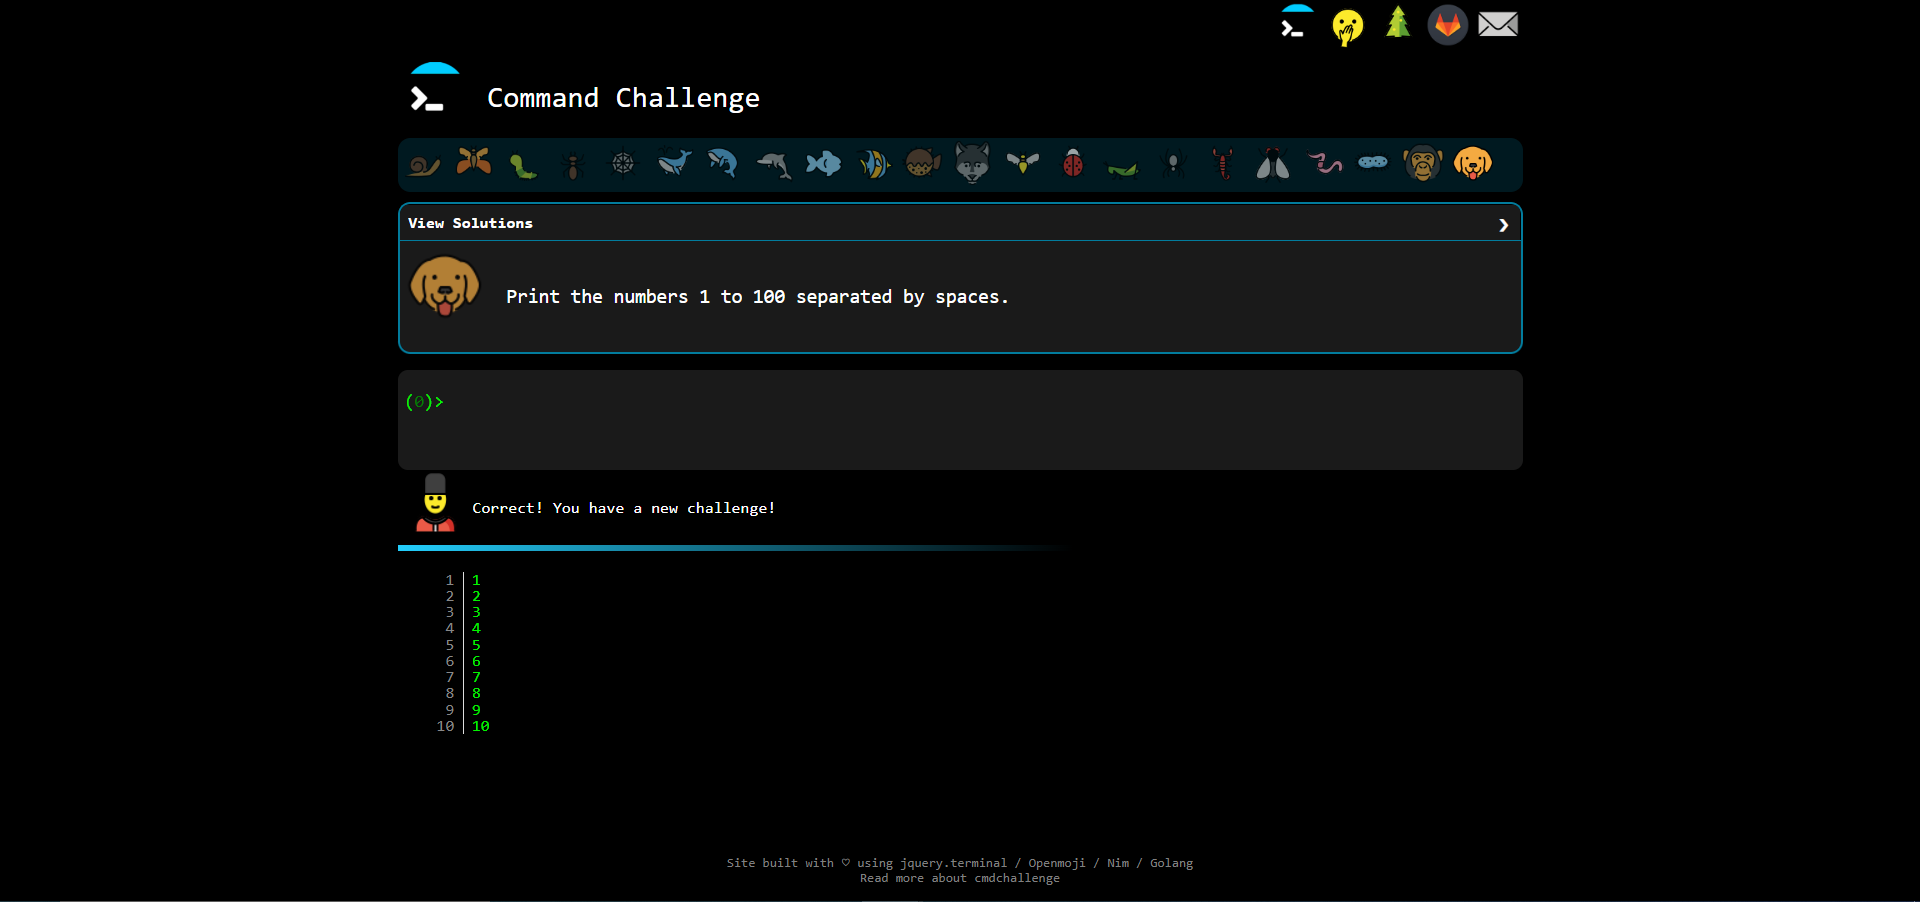 Command Challenge
View Solutions
Print the numbers 1 to 100 separated by spaces.
(0)>
Correct! You have a new challenge!
1 1
2 2
3 3
4 4
5 5
6 6
7 7
8 8
9 9
10 10
Site built with ♡ using jquery.terminal / Openmoji / Nim / Golang
Read more about cmdchallenge